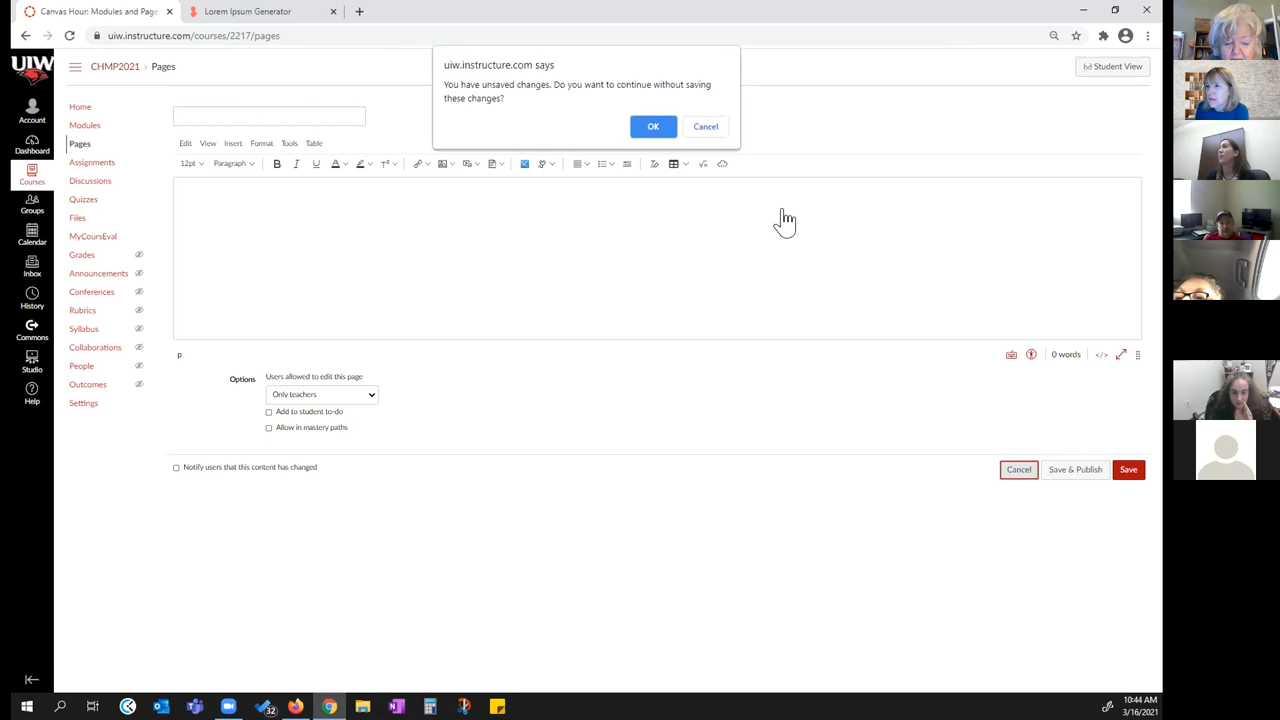 Canvas Hour: Modules and Page
Lorem Ipsum Generator
uiw.instructure.com/courses/2217/pages
uiw.instructure.com says
You have unsaved changes. Do you want to continue without saving
these changes?
OK
Cancel
UIW
CHMP2021 > Pages
Student View
Account
Dashboard
Courses
Groups
Calendar
Inbox
History
Commons
Studio
Help
Home
Modules
Pages
Assignments
Discussions
Quizzes
Files
MyCoursEval
Grades
Announcements
Conferences
Rubrics
Syllabus
Collaborations
People
Outcomes
Settings
Edit View Insert Format Tools Table
12pt Paragraph B I U A T²
p
0 words </>
Options
Users allowed to edit this page
Only teachers
Add to student to-do
Allow in mastery paths
Notify users that this content has changed
Cancel
Save & Publish
Save
32
10:44 AM
3/16/2021